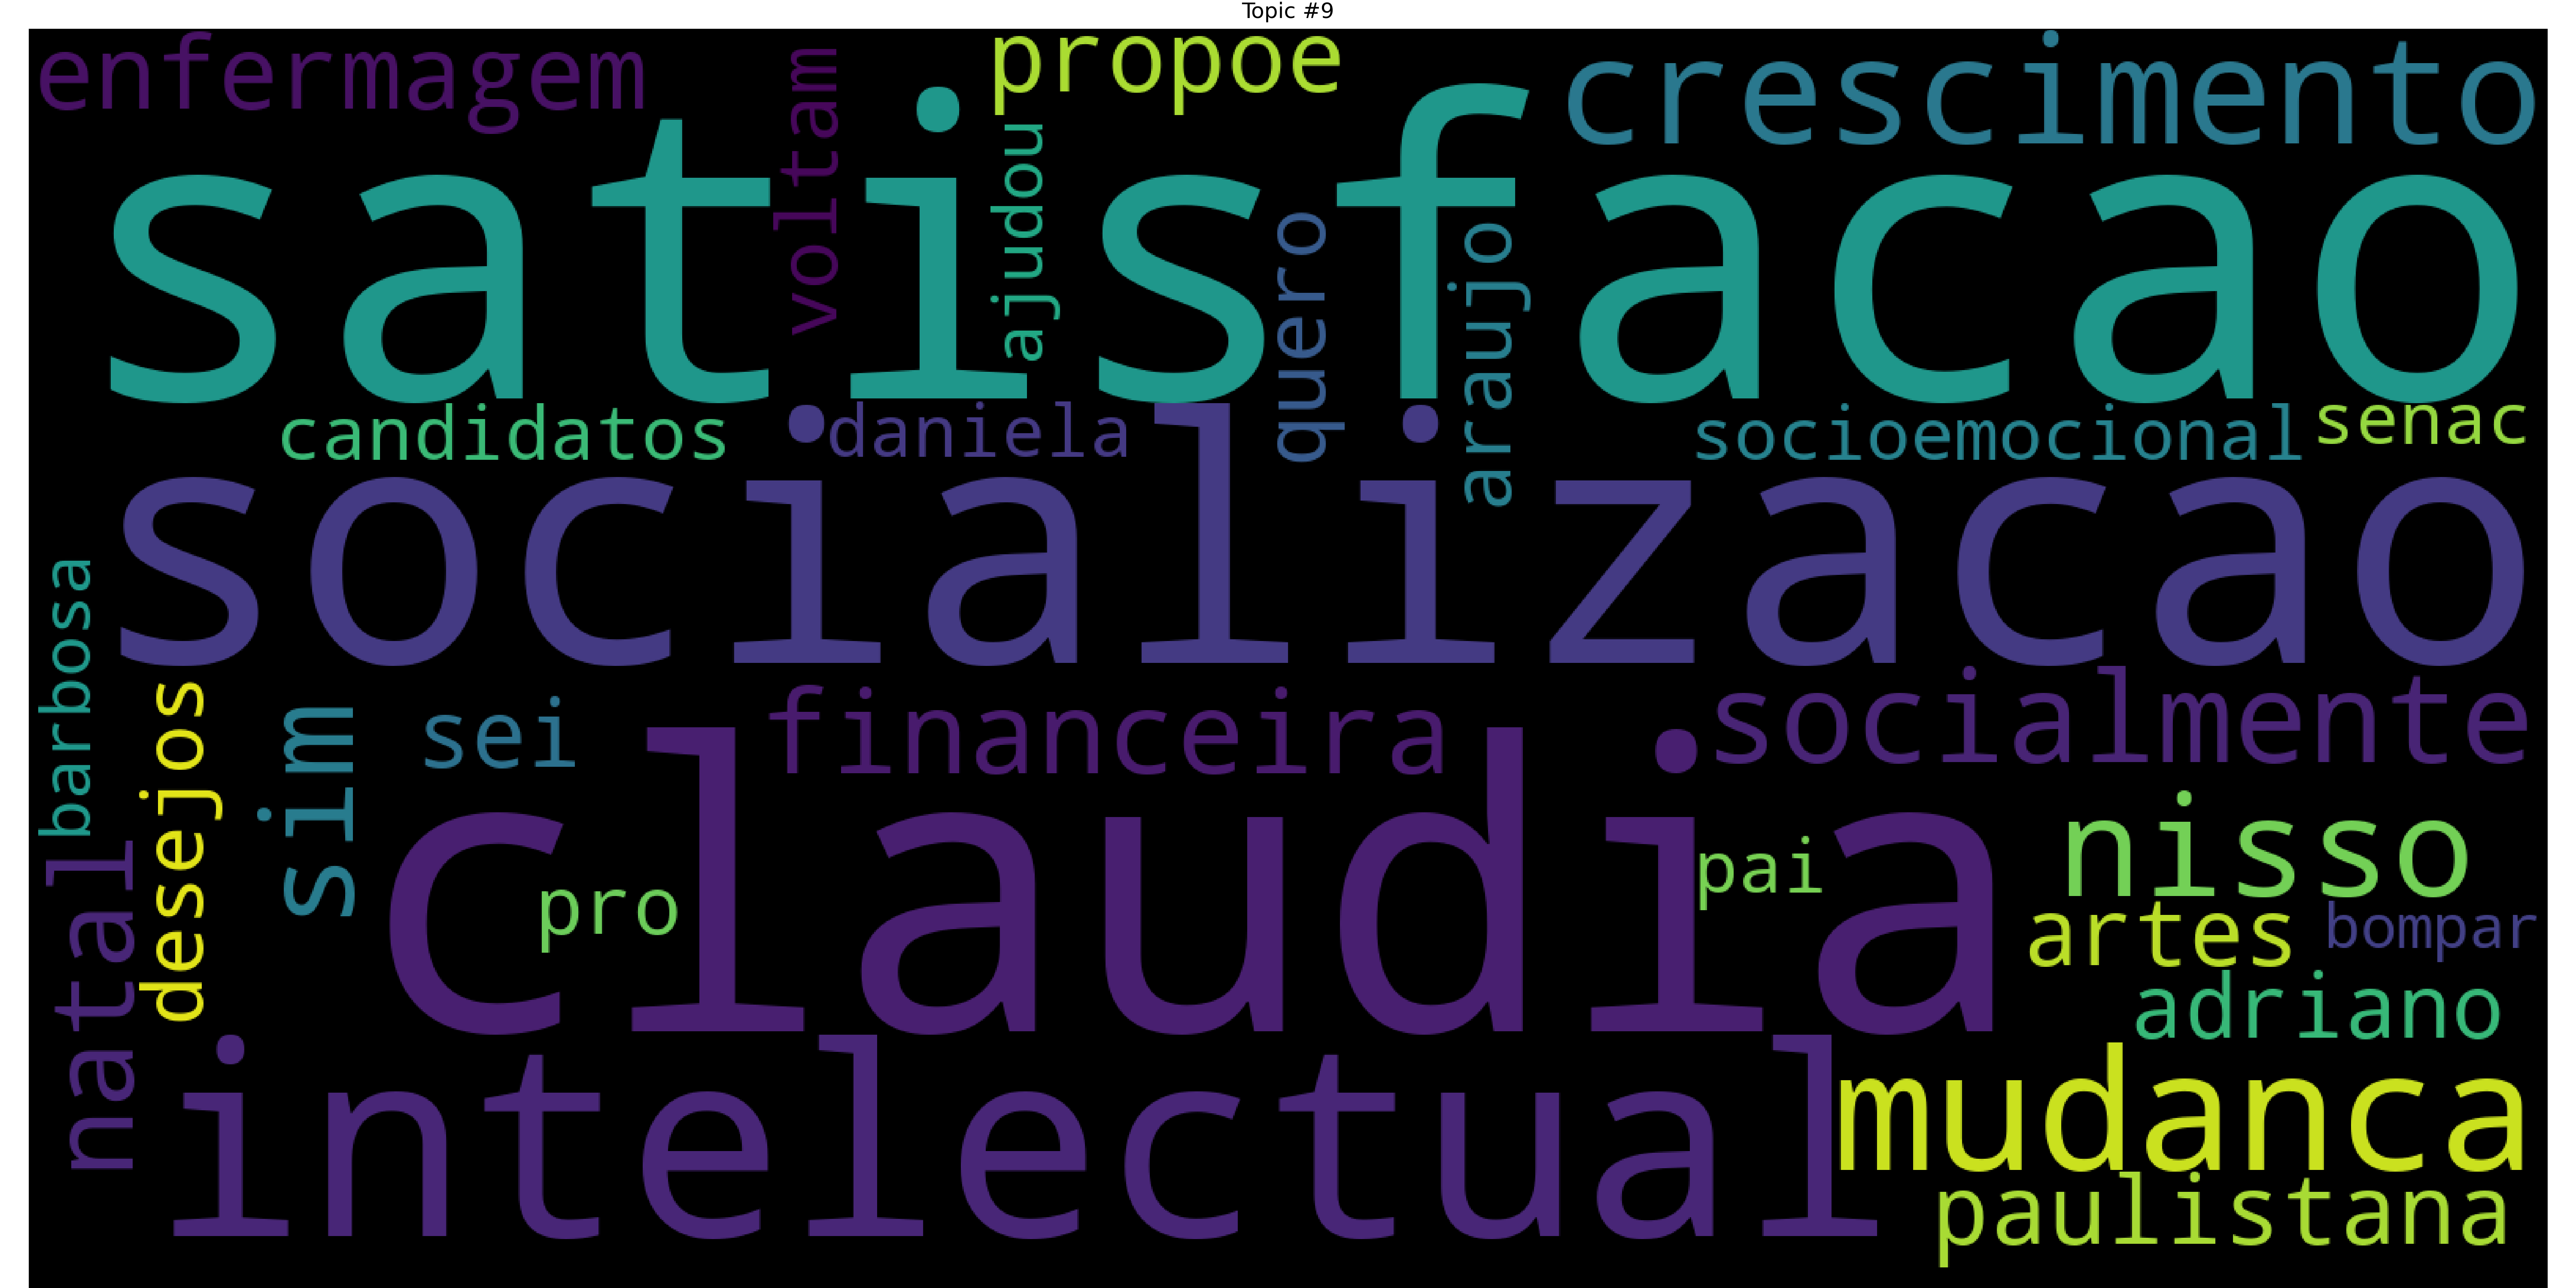 Topic #9
enfermagem
voltam
propoe
crescimento
satisfacao
ajudou
quero
araujo
candidatos
daniela
socioemocional
senac
socializacao
barbosa
desejos
sim
sei
financeira
socialmente
claudia
pro
pai
nisso
artes
bompar
natal
adriano
intelectual
mudanca
paulistana